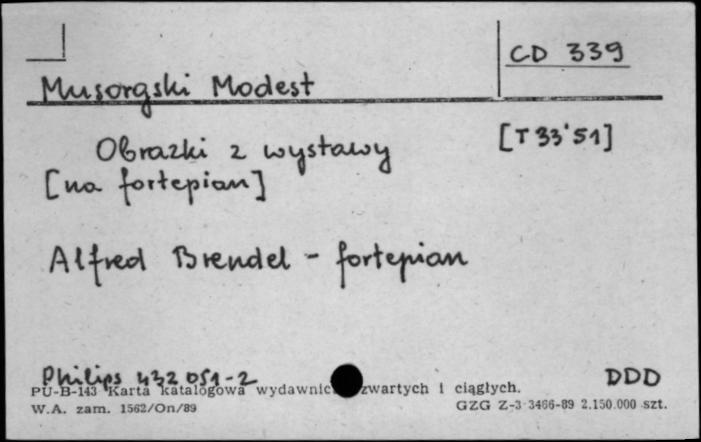 CD 339
Musorgski Modest
Obrazki z wystawy [T 33'51]
[na fortepian]
Alfred Brendel - fortepian
Philips 432 051-2 DDD
PU-B-143 Karta katalogowa wydawnic zwartych i ciągłych.
W.A. zam. 1562/On/89 GZG Z-3 3466-89 2.150.000 szt.